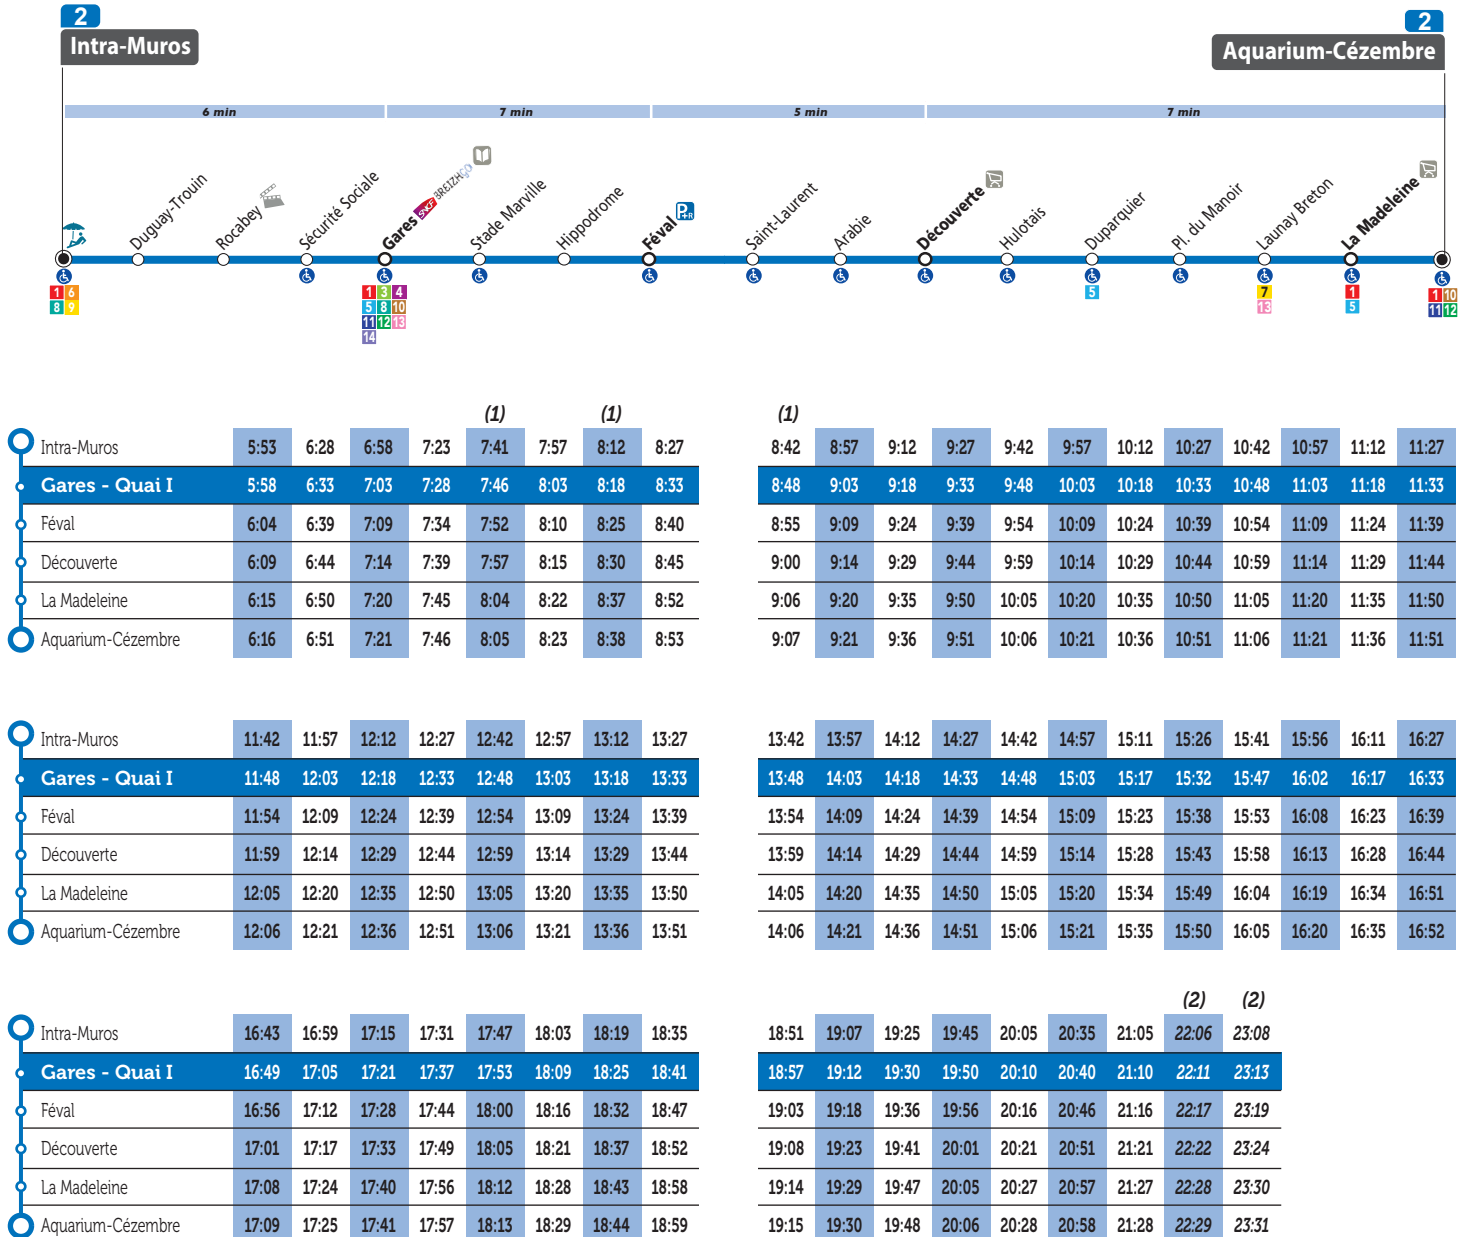 2
2
Intra-Muros
Aquarium-Cézembre
6 min 7 min 5 min 7 min
Duguay-Trouin
Rocabey
Sécurité Sociale
Gares SNCF BREIZHGO
Stade Marville
Hippodrome
Féval P+R
Saint-Laurent
Arabie
Découverte
Hulotais
Duparquier
Pl. du Manoir
Launay Breton
La Madeleine
1 6
8 9
1 3 4
5 8 10
11 12 13
14
5
7
13
1
5
1 10
11 12
(1) (1) (1)
Intra-Muros 5:53 6:28 6:58 7:23 7:41 7:57 8:12 8:27 8:42 8:57 9:12 9:27 9:42 9:57 10:12 10:27 10:42 10:57 11:12 11:27
Gares - Quai I 5:58 6:33 7:03 7:28 7:46 8:03 8:18 8:33 8:48 9:03 9:18 9:33 9:48 10:03 10:18 10:33 10:48 11:03 11:18 11:33
Féval 6:04 6:39 7:09 7:34 7:52 8:10 8:25 8:40 8:55 9:09 9:24 9:39 9:54 10:09 10:24 10:39 10:54 11:09 11:24 11:39
Découverte 6:09 6:44 7:14 7:39 7:57 8:15 8:30 8:45 9:00 9:14 9:29 9:44 9:59 10:14 10:29 10:44 10:59 11:14 11:29 11:44
La Madeleine 6:15 6:50 7:20 7:45 8:04 8:22 8:37 8:52 9:06 9:20 9:35 9:50 10:05 10:20 10:35 10:50 11:05 11:20 11:35 11:50
Aquarium-Cézembre 6:16 6:51 7:21 7:46 8:05 8:23 8:38 8:53 9:07 9:21 9:36 9:51 10:06 10:21 10:36 10:51 11:06 11:21 11:36 11:51
Intra-Muros 11:42 11:57 12:12 12:27 12:42 12:57 13:12 13:27 13:42 13:57 14:12 14:27 14:42 14:57 15:11 15:26 15:41 15:56 16:11 16:27
Gares - Quai I 11:48 12:03 12:18 12:33 12:48 13:03 13:18 13:33 13:48 14:03 14:18 14:33 14:48 15:03 15:17 15:32 15:47 16:02 16:17 16:33
Féval 11:54 12:09 12:24 12:39 12:54 13:09 13:24 13:39 13:54 14:09 14:24 14:39 14:54 15:09 15:23 15:38 15:53 16:08 16:23 16:39
Découverte 11:59 12:14 12:29 12:44 12:59 13:14 13:29 13:44 13:59 14:14 14:29 14:44 14:59 15:14 15:28 15:43 15:58 16:13 16:28 16:44
La Madeleine 12:05 12:20 12:35 12:50 13:05 13:20 13:35 13:50 14:05 14:20 14:35 14:50 15:05 15:20 15:34 15:49 16:04 16:19 16:34 16:51
Aquarium-Cézembre 12:06 12:21 12:36 12:51 13:06 13:21 13:36 13:51 14:06 14:21 14:36 14:51 15:06 15:21 15:35 15:50 16:05 16:20 16:35 16:52
(2) (2)
Intra-Muros 16:43 16:59 17:15 17:31 17:47 18:03 18:19 18:35 18:51 19:07 19:25 19:45 20:05 20:35 21:05 22:06 23:08
Gares - Quai I 16:49 17:05 17:21 17:37 17:53 18:09 18:25 18:41 18:57 19:12 19:30 19:50 20:10 20:40 21:10 22:11 23:13
Féval 16:56 17:12 17:28 17:44 18:00 18:16 18:32 18:47 19:03 19:18 19:36 19:56 20:16 20:46 21:16 22:17 23:19
Découverte 17:01 17:17 17:33 17:49 18:05 18:21 18:37 18:52 19:08 19:23 19:41 20:01 20:21 20:51 21:21 22:22 23:24
La Madeleine 17:08 17:24 17:40 17:56 18:12 18:28 18:43 18:58 19:14 19:29 19:47 20:05 20:27 20:57 21:27 22:28 23:30
Aquarium-Cézembre 17:09 17:25 17:41 17:57 18:13 18:29 18:44 18:59 19:15 19:30 19:48 20:06 20:28 20:58 21:28 22:29 23:31